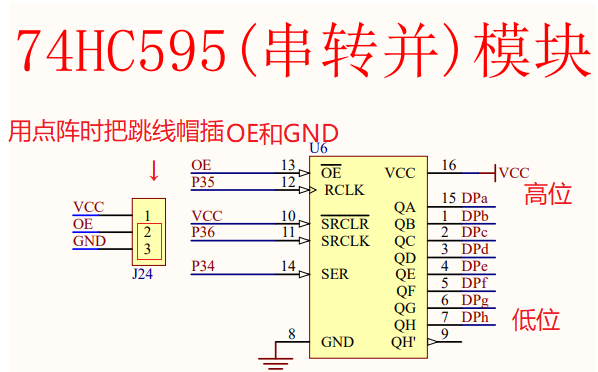 74HC595(串转并)模块
用点阵时把跳线帽插OE和GND
↓
U6
OE 13 OE VCC 16 VCC
P35 12 RCLK
高位
QA 15 DPa
VCC 10 SRCLR QB 1 DPb
P36 11 SRCLK QC 2 DPc
QD 3 DPd
P34 14 SER QE 4 DPe
QF 5 DPf
QG 6 DPg
QH 7 DPh
低位
8 GND QH' 9
VCC 1
OE 2
GND 3
J24